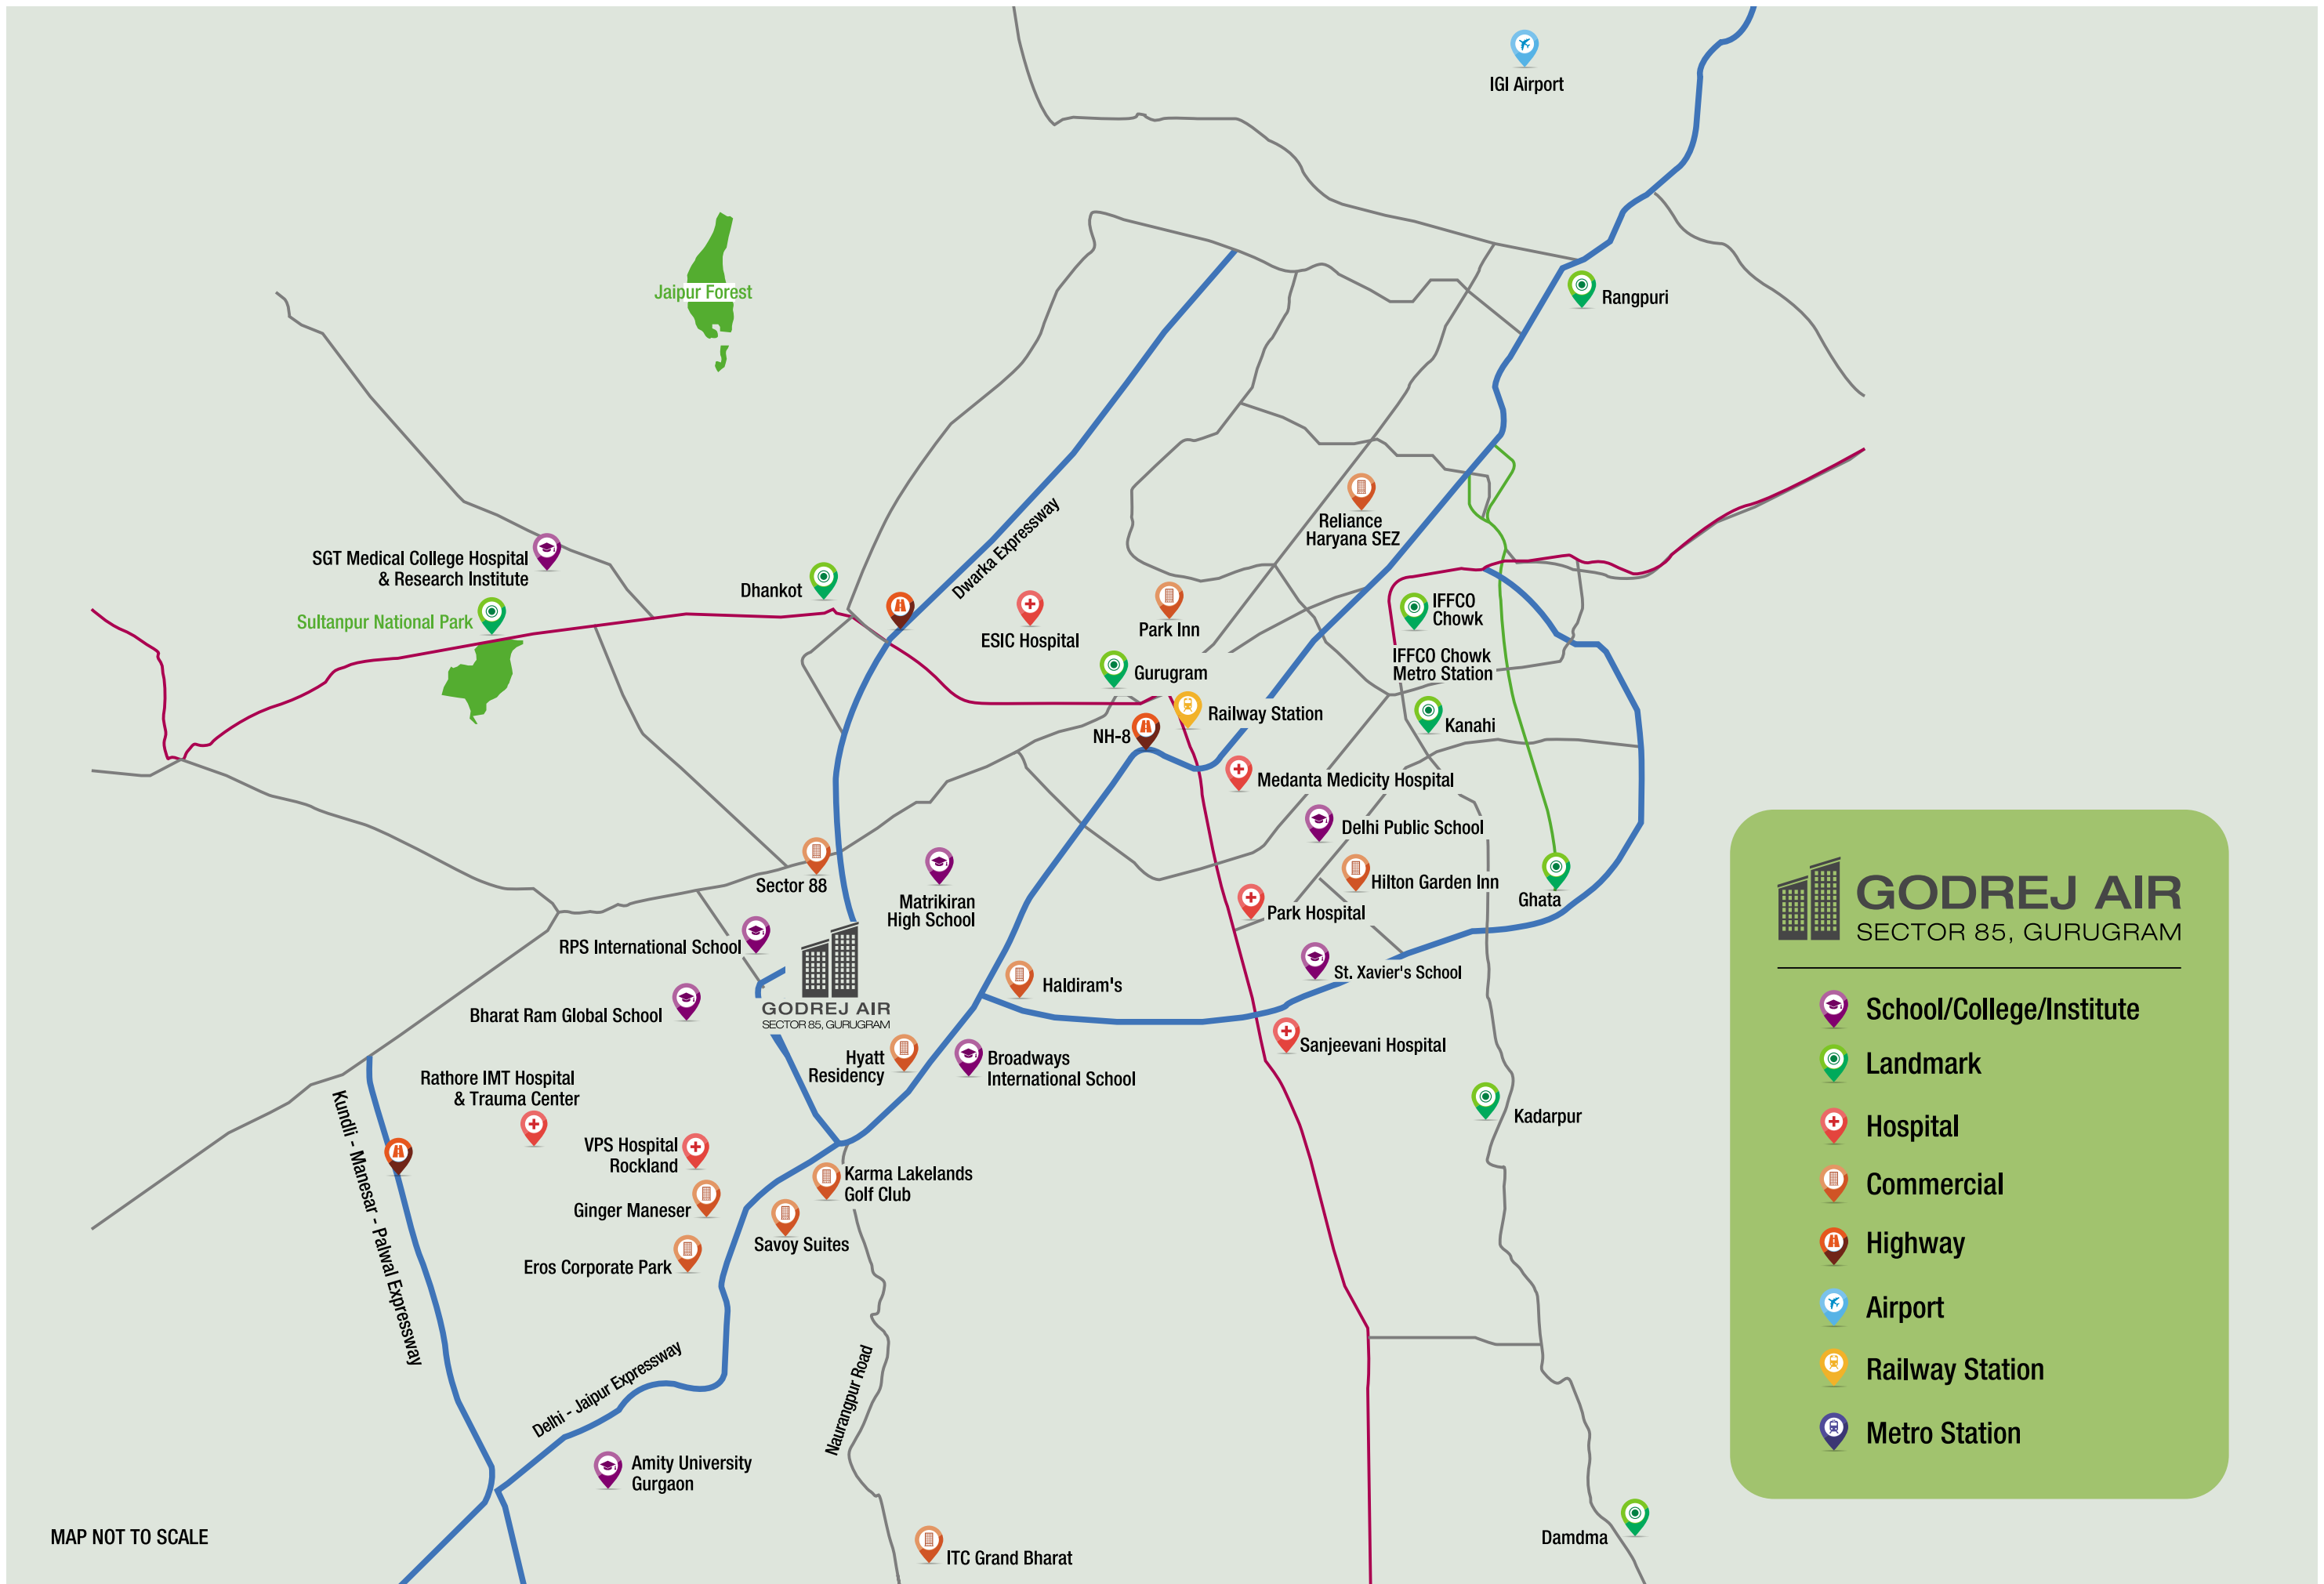 IGI Airport
Jaipur Forest
Rangpuri
Reliance
Haryana SEZ
Dwarka Expressway
SGT Medical College Hospital
& Research Institute
Sultanpur National Park
Dhankot
ESIC Hospital
Park Inn
IFFCO
Chowk
IFFCO Chowk
Metro Station
Gurugram
Railway Station
NH-8
Kanahi
Medanta Medicity Hospital
Delhi Public School
Sector 88
Matrikiran
High School
Hilton Garden Inn
Park Hospital
Ghata
RPS International School
St. Xavier's School
Haldiram's
Bharat Ram Global School
GODREJ AIR
SECTOR 85, GURUGRAM
Sanjeevani Hospital
Hyatt
Residency
Broadways
International School
Rathore IMT Hospital
& Trauma Center
Kadarpur
VPS Hospital
Rockland
Karma Lakelands
Golf Club
Ginger Maneser
Savoy Suites
Eros Corporate Park
Kundli - Manesar - Palwal Expressway
Delhi - Jaipur Expressway
Naurangpur Road
Amity University
Gurgaon
ITC Grand Bharat
Damdma
MAP NOT TO SCALE
GODREJ AIR
SECTOR 85, GURUGRAM
School/College/Institute
Landmark
Hospital
Commercial
Highway
Airport
Railway Station
Metro Station